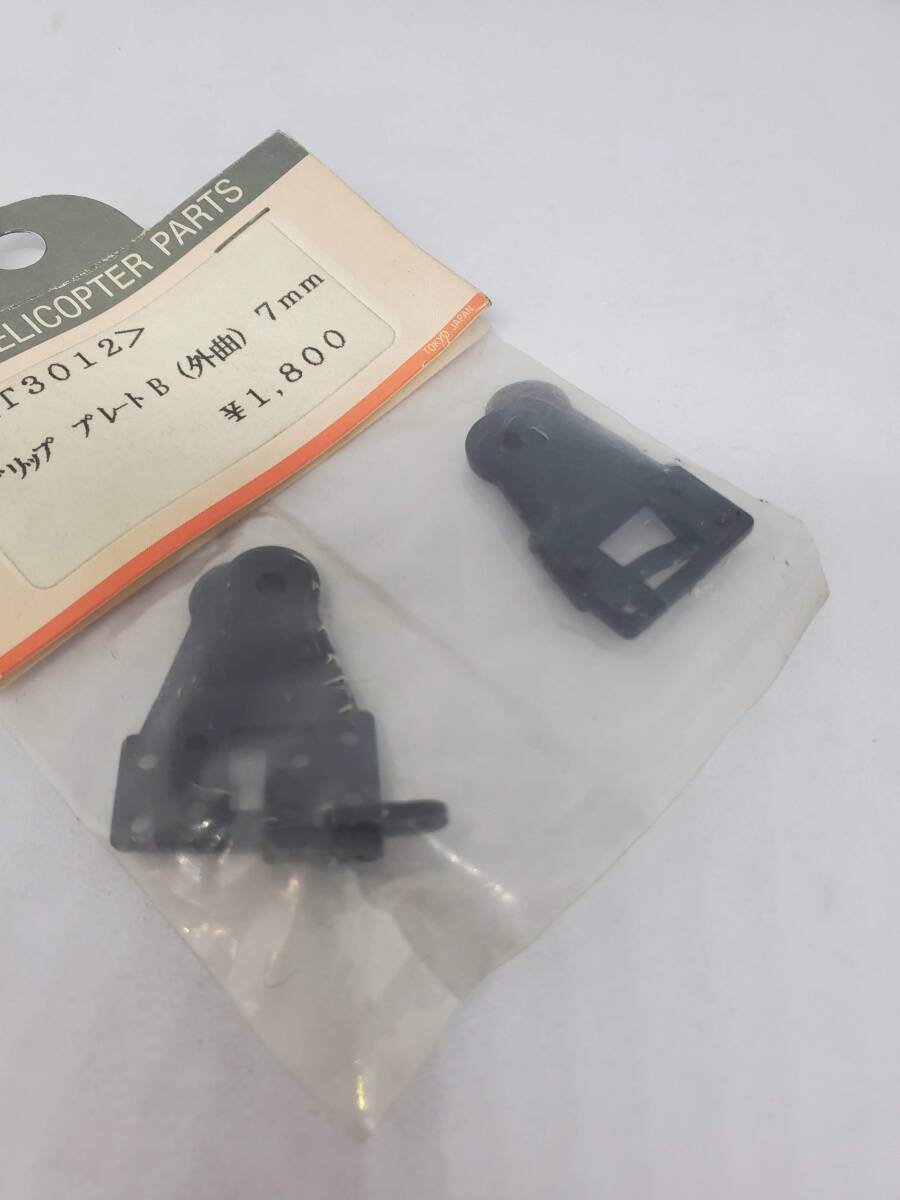 ELICOPTER PARTS
T3012>
リップ プレートB (外曲) 7mm
¥1,800
TOKYO JAPAN